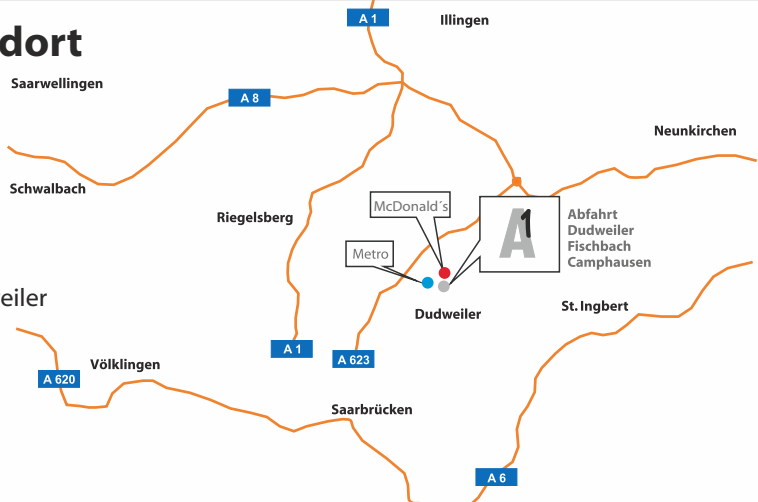 A 1
Illingen
dort
Saarwellingen
A 8
Neunkirchen
Schwalbach
McDonald´s
Riegelsberg
A1
Abfahrt
Dudweiler
Fischbach
Camphausen
Metro
eiler
Dudweiler
St. Ingbert
A 1
A 623
Völklingen
A 620
Saarbrücken
A 6